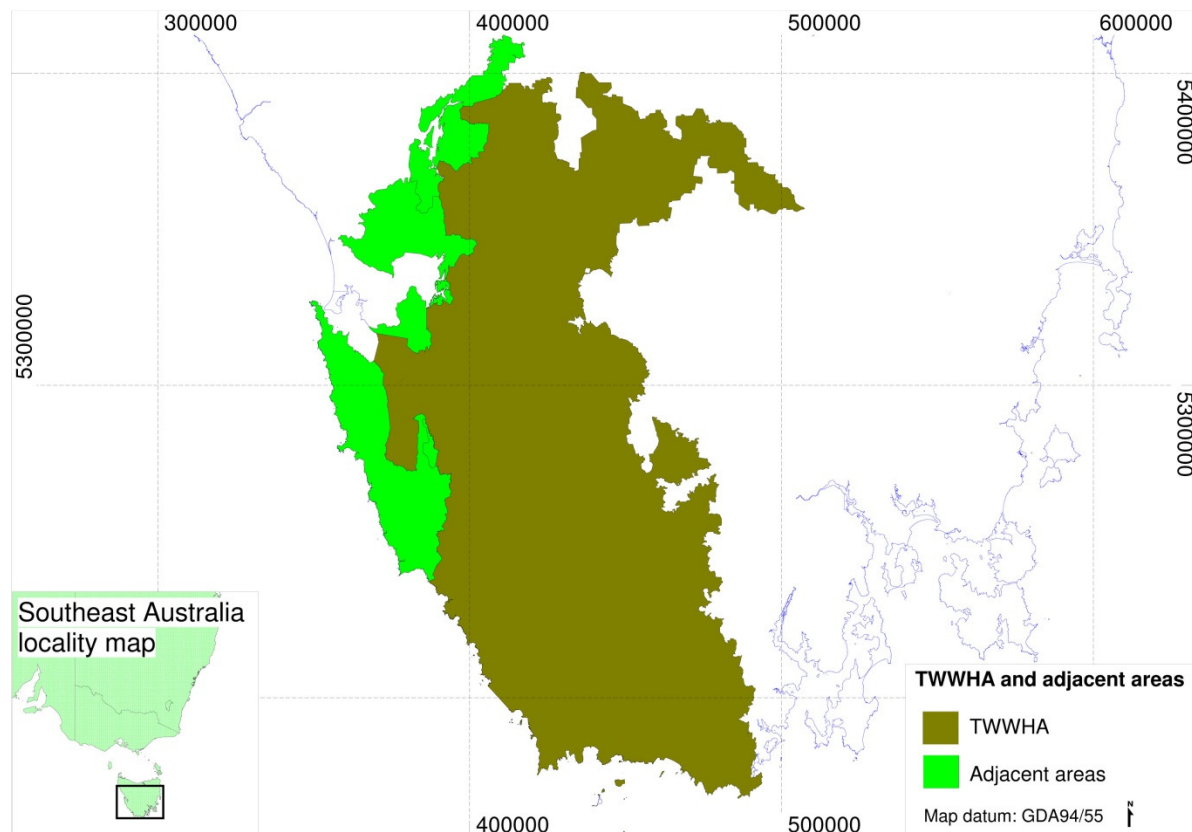 300000
400000
500000
600000
5400000
5300000
5300000
Southeast Australia
locality map
TWWHA and adjacent areas
TWWHA
Adjacent areas
Map datum: GDA94/55
N
400000
500000